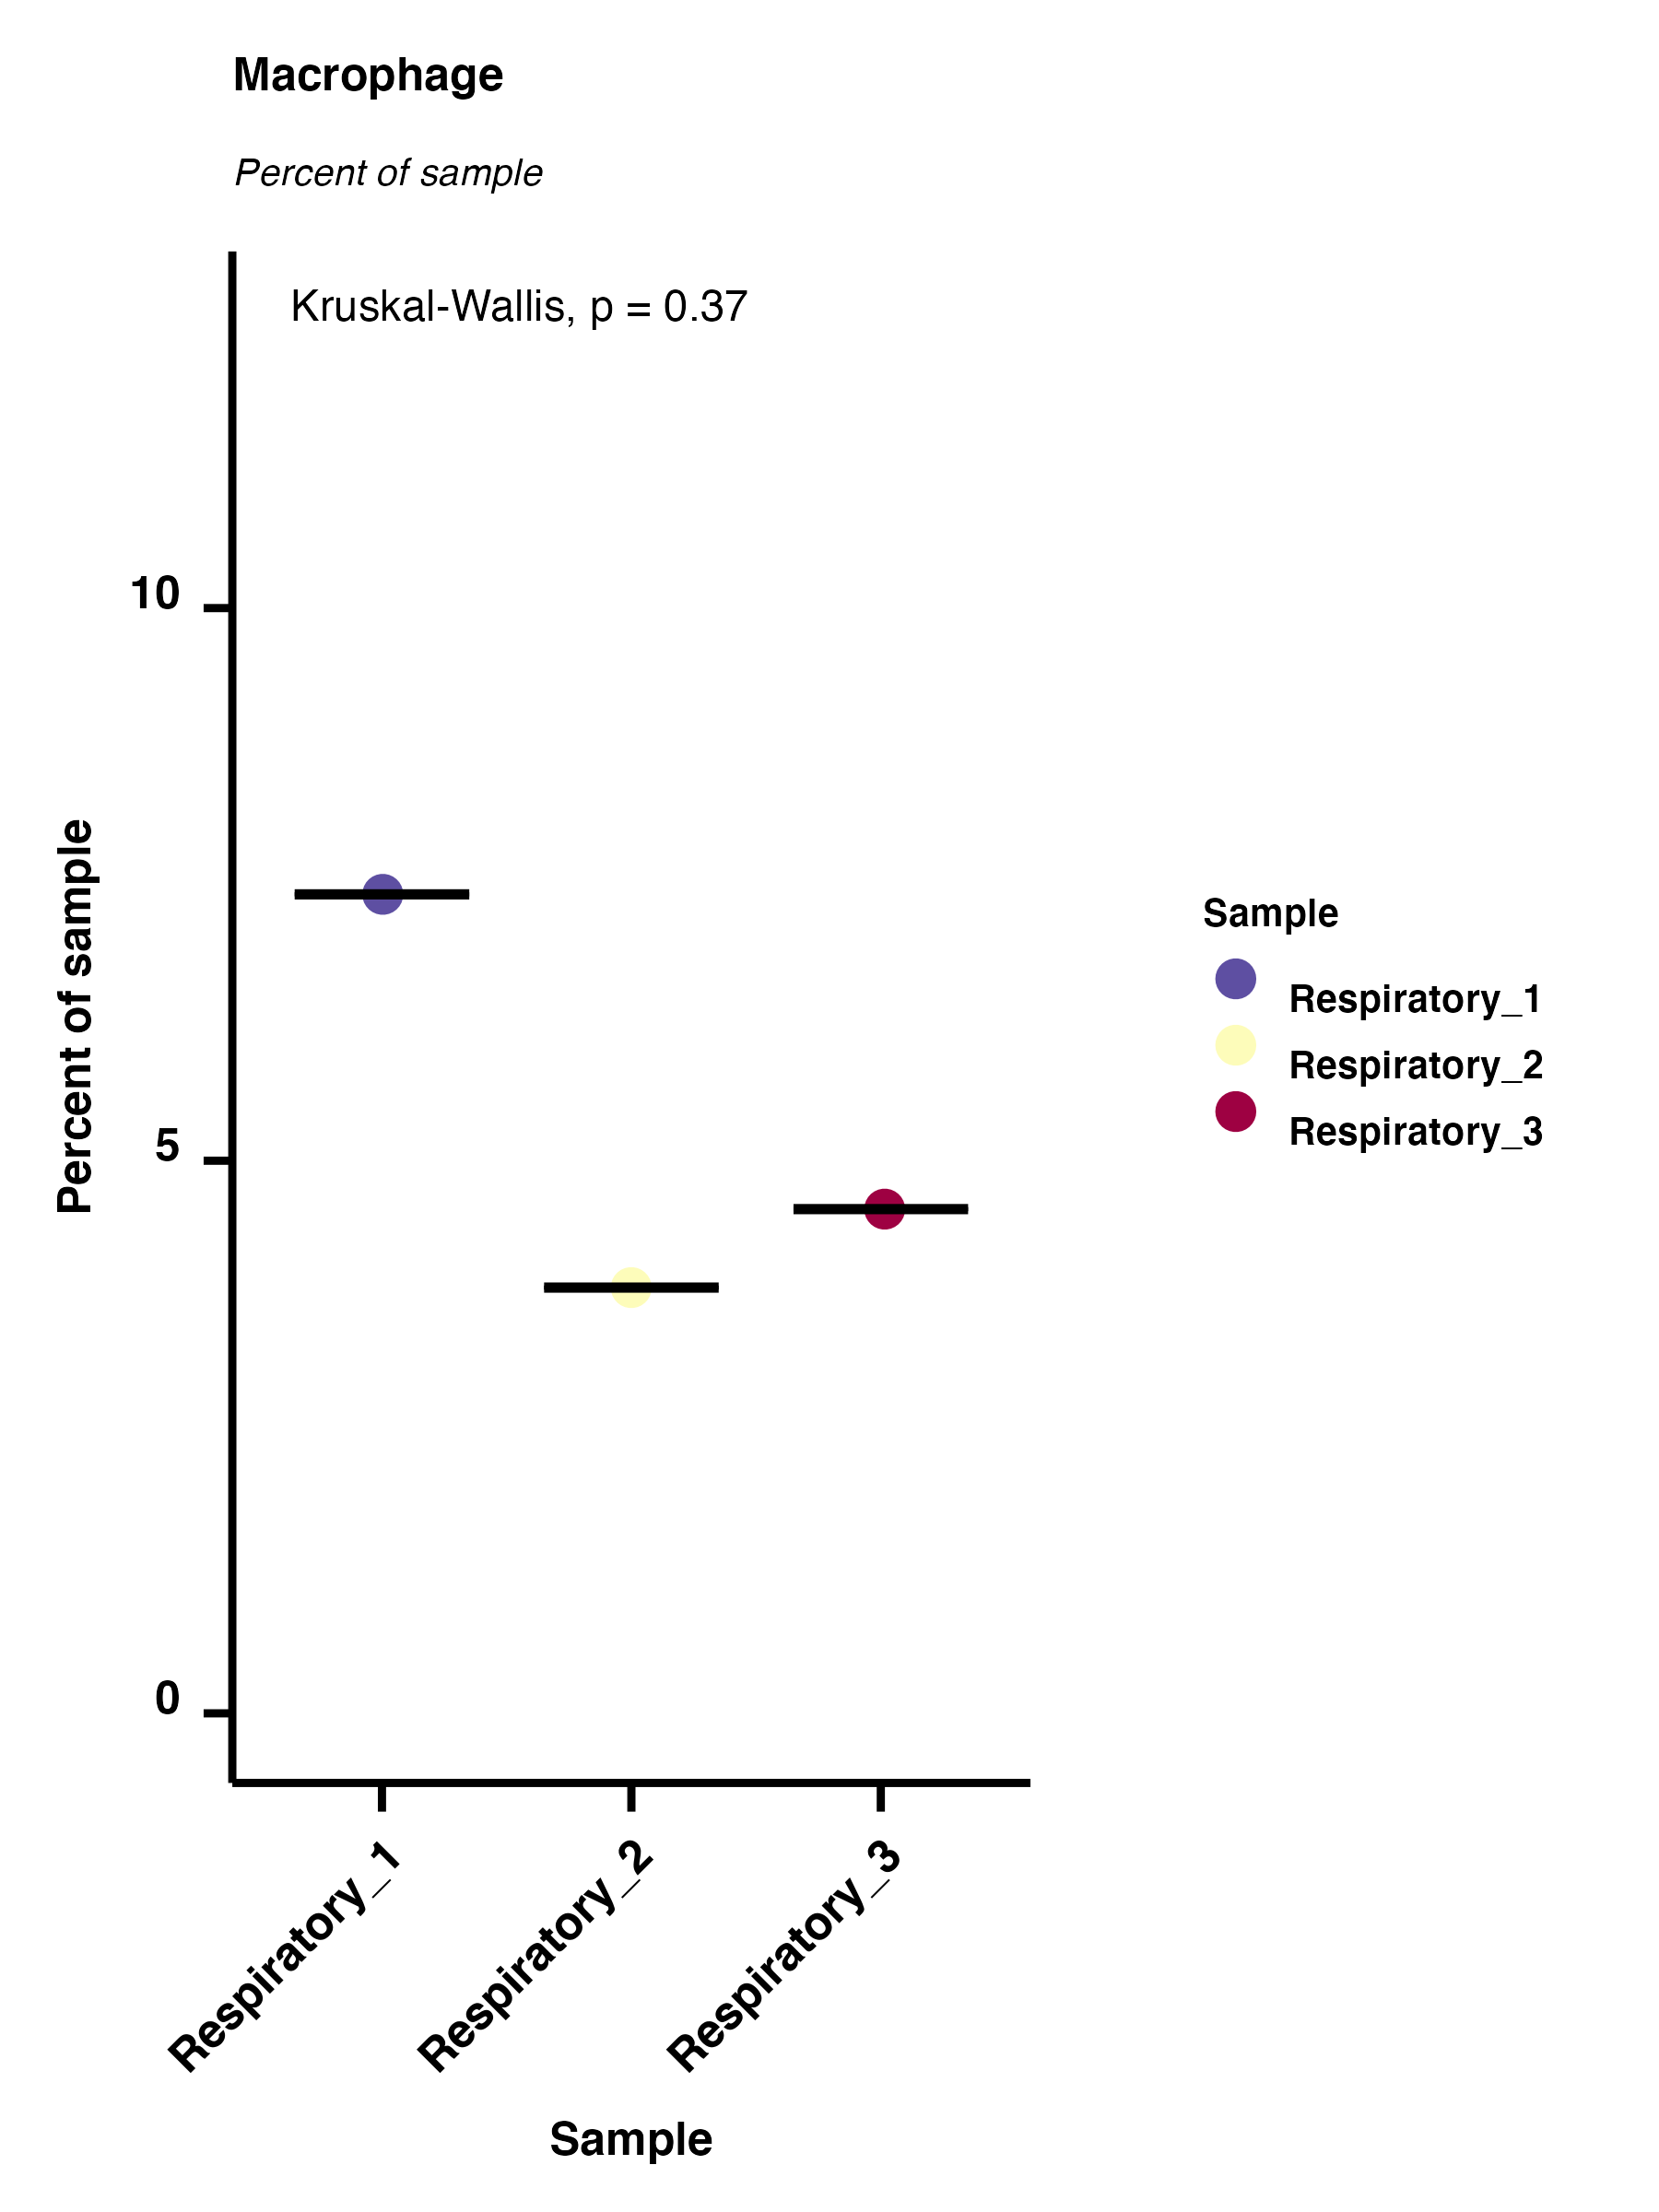 Macrophage
Percent of sample
Kruskal-Wallis, p = 0.37
10
5
0
Percent of sample
Respiratory_1
Respiratory_2
Respiratory_3
Sample
Sample
Respiratory_1
Respiratory_2
Respiratory_3